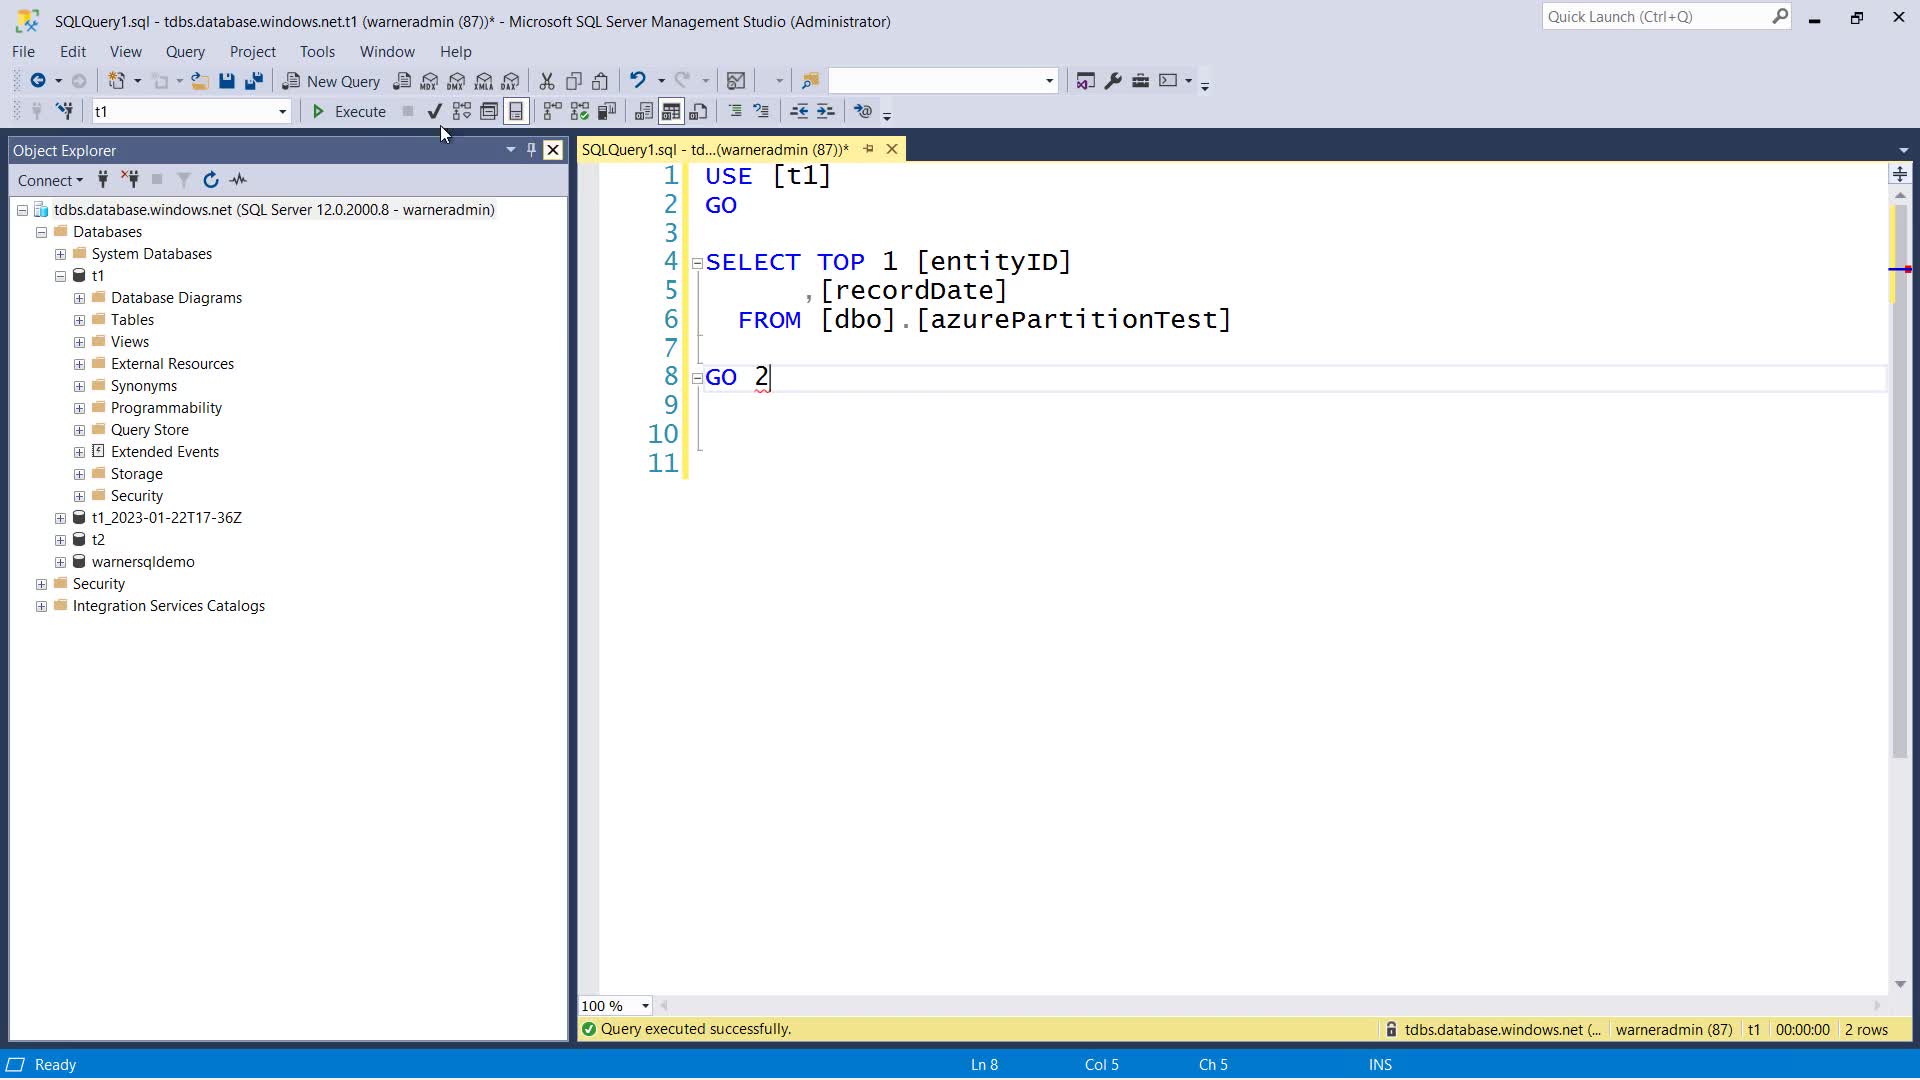 SQLQuery1.sql - tdbs.database.windows.net.t1 (warneradmin (87))* - Microsoft SQL Server Management Studio (Administrator)
Quick Launch (Ctrl+Q)
File Edit View Query Project Tools Window Help
New Query MDX DMX XMLA DAX
t1 Execute
Object Explorer
SQLQuery1.sql - td...(warneradmin (87))*
Connect
tdbs.database.windows.net (SQL Server 12.0.2000.8 - warneradmin)
Databases
System Databases
t1
Database Diagrams
Tables
Views
External Resources
Synonyms
Programmability
Query Store
Extended Events
Storage
Security
t1_2023-01-22T17-36Z
t2
warnersqldemo
Security
Integration Services Catalogs
1 USE [t1]
2 GO
3
4 SELECT TOP 1 [entityID]
5 ,[recordDate]
6 FROM [dbo].[azurePartitionTest]
7
8 GO 2
9
10
11
100 %
Query executed successfully.
tdbs.database.windows.net (... warneradmin (87) t1 00:00:00 2 rows
Ready Ln 8 Col 5 Ch 5 INS